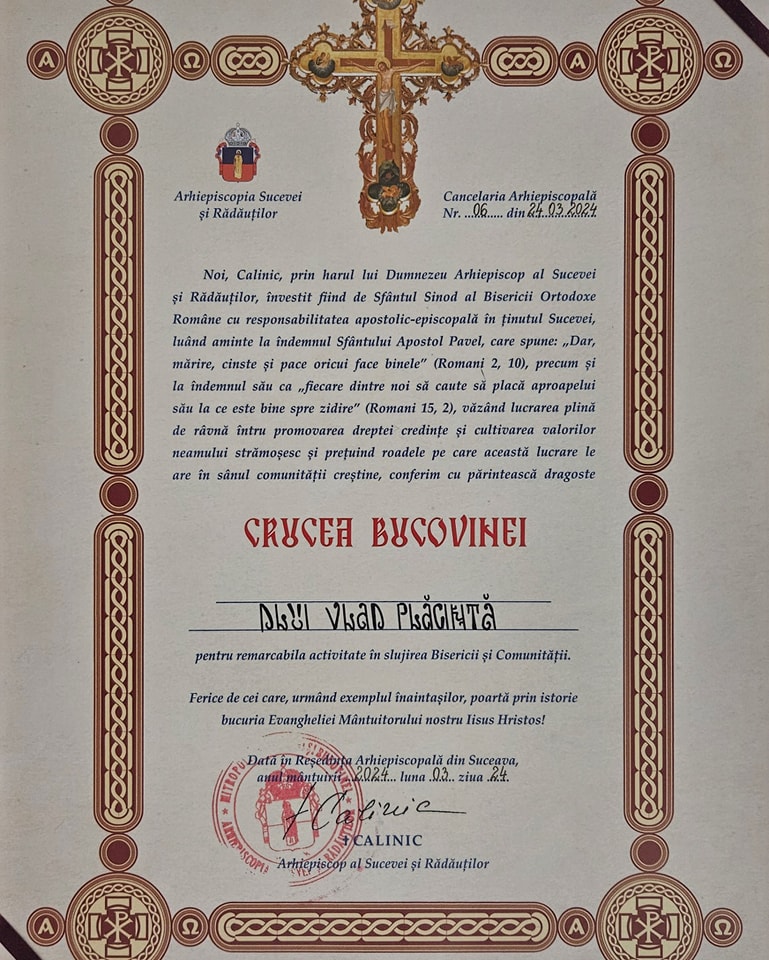 Α Ω Α Ω
Arhiepiscopia Sucevei
și Rădăuților
Cancelaria Arhiepiscopală
Nr. ...06..... din 24.03.2024
Noi, Calinic, prin harul lui Dumnezeu Arhiepiscop al Sucevei
și Rădăuților, învestit fiind de Sfântul Sinod al Bisericii Ortodoxe
Române cu responsabilitatea apostolic-episcopală în ținutul Sucevei,
luând aminte la îndemnul Sfântului Apostol Pavel, care spune: „Dar,
mărire, cinste și pace oricui face binele” (Romani 2, 10), precum și
la îndemnul său ca „fiecare dintre noi să caute să placă aproapelui
său la ce este bine spre zidire” (Romani 15, 2), văzând lucrarea plină
de râvnă întru promovarea dreptei credințe și cultivarea valorilor
neamului strămoșesc și prețuind roadele pe care această lucrare le
are în sânul comunității creștine, conferim cu părintească dragoste
CRUCEA BUCOVINEI
DLUI VLAD PLĂCINTĂ
pentru remarcabila activitate în slujirea Bisericii și Comunității.
Ferice de cei care, urmând exemplul înaintașilor, poartă prin istorie
bucuria Evangheliei Mântuitorului nostru Iisus Hristos!
Dată în Reședința Arhiepiscopală din Suceava,
anul mântuirii ..2024... luna .03.. ziua .24.
† Calinic
† CALINIC
Arhiepiscop al Sucevei și Rădăuților
Α Ω Α Ω